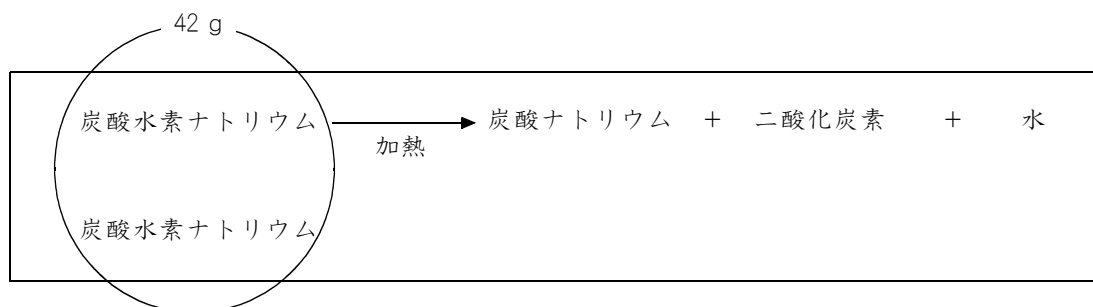 42 g
炭酸水素ナトリウム 炭酸ナトリウム + 二酸化炭素 + 水
加熱
炭酸水素ナトリウム